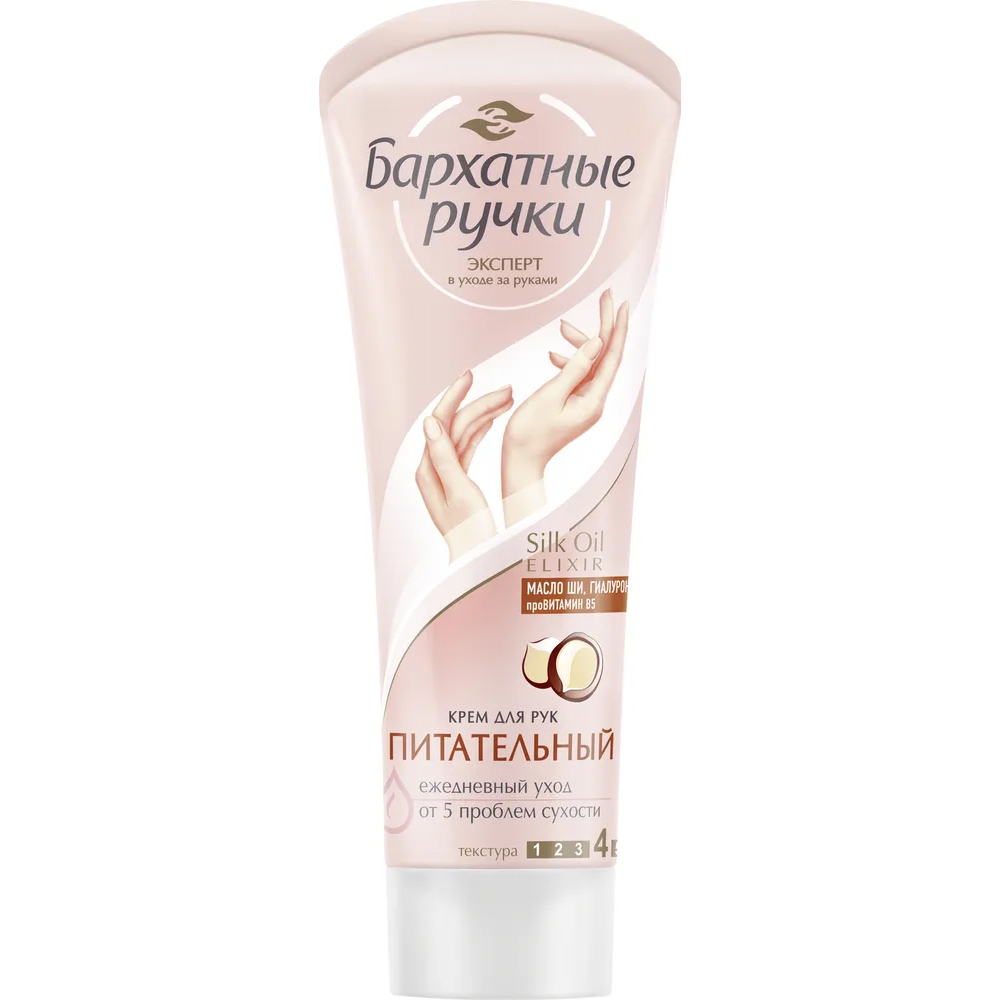 Бархатные
ручки
ЭКСПЕРТ
в уходе за руками
Silk Oil
ELIXIR
МАСЛО ШИ, ГИАЛУРОН
проВИТАМИН B5
КРЕМ ДЛЯ РУК
ПИТАТЕЛЬНЫЙ
ежедневный уход
от 5 проблем сухости
текстура 1 2 3 4